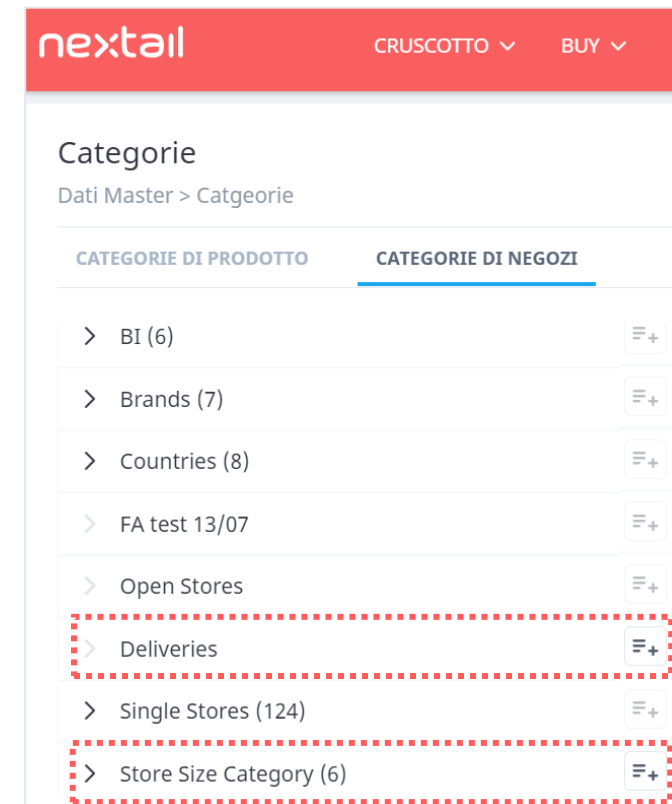 nextail
CRUSCOTTO BUY
Categorie
Dati Master > Catgeorie
CATEGORIE DI PRODOTTO CATEGORIE DI NEGOZI
BI (6)
Brands (7)
Countries (8)
FA test 13/07
Open Stores
Deliveries
Single Stores (124)
Store Size Category (6)